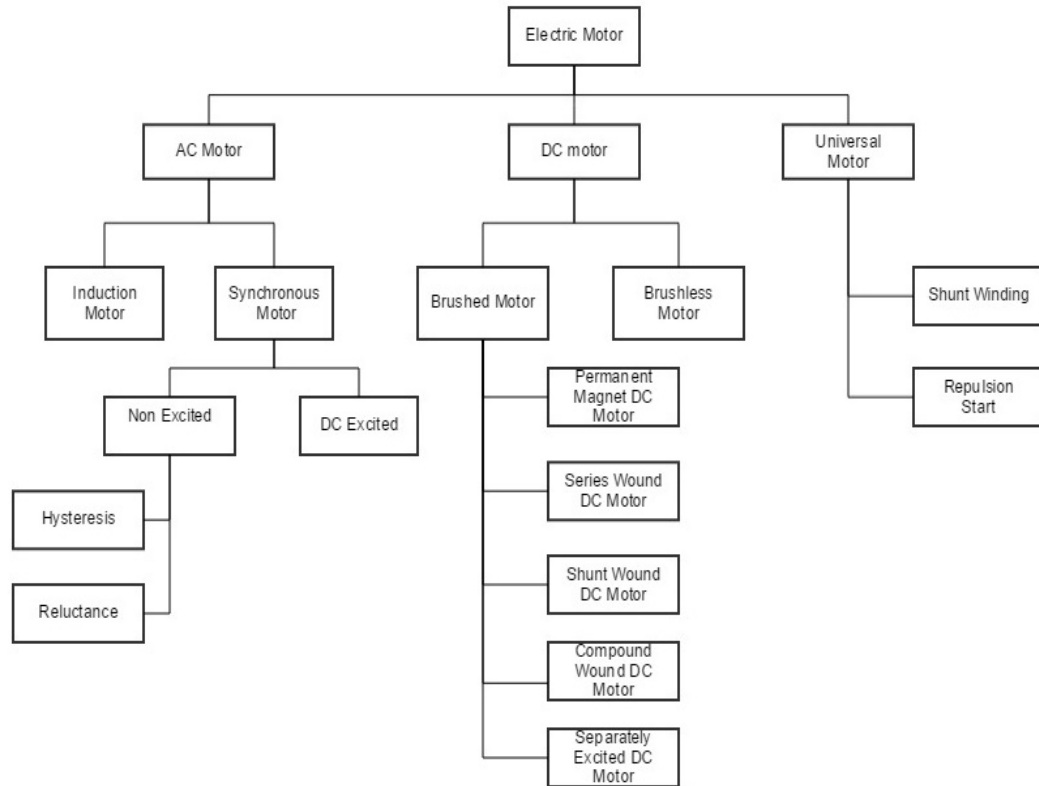 Electric Motor
AC Motor
DC motor
Universal
Motor
Induction
Motor
Synchronous
Motor
Brushed Motor
Brushless
Motor
Shunt Winding
Repulsion
Start
Non Excited
DC Excited
Hysteresis
Reluctance
Permanent
Magnet DC
Motor
Series Wound
DC Motor
Shunt Wound
DC Motor
Compound
Wound DC
Motor
Separately
Excited DC
Motor